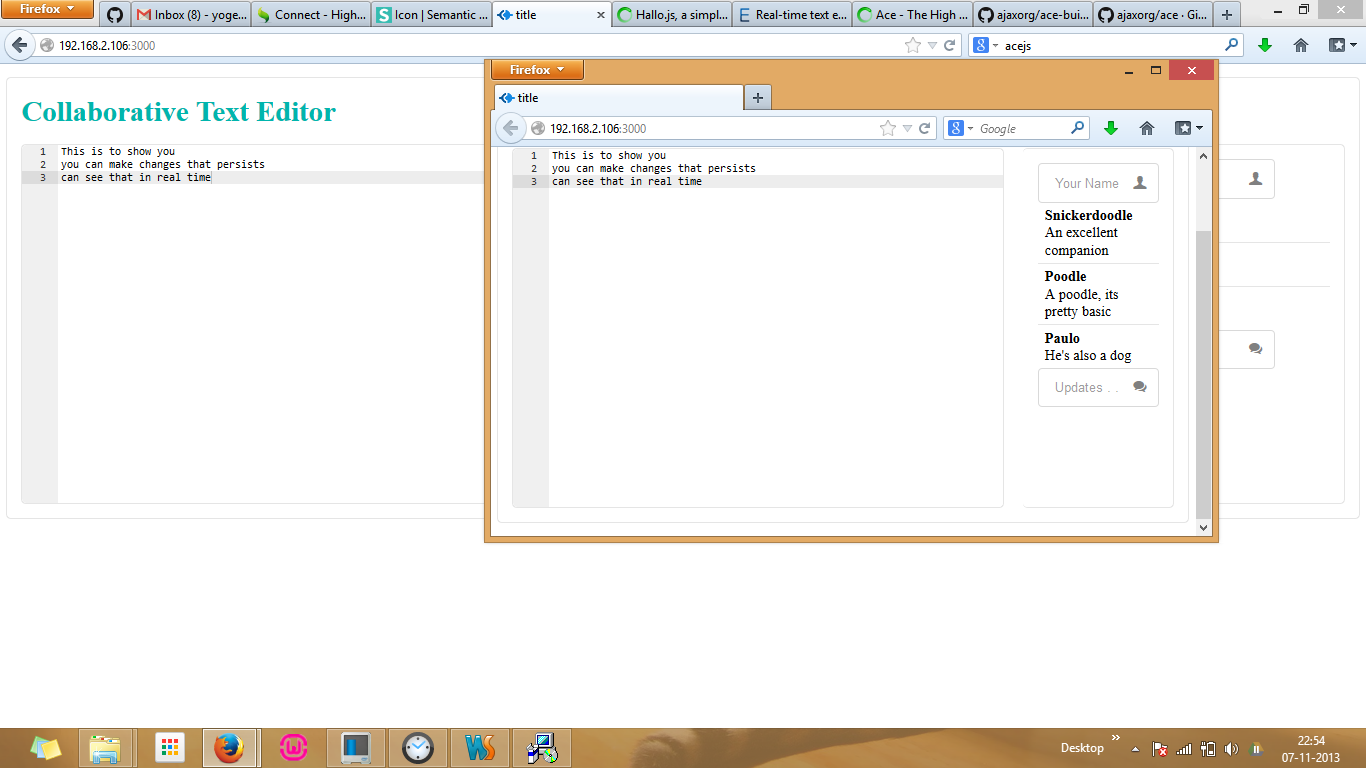 Firefox
Inbox (8) - yoge...
Connect - High...
Icon | Semantic ...
title
Hallo.js, a simpl...
Real-time text e...
Ace - The High ...
ajaxorg/ace-bui...
ajaxorg/ace · Gi...
192.168.2.106:3000
acejs
Collaborative Text Editor
1 This is to show you
2 you can make changes that persists
3 can see that in real time
Firefox
title
192.168.2.106:3000
Google
1 This is to show you
2 you can make changes that persists
3 can see that in real time
Your Name
Snickerdoodle
An excellent
companion
Poodle
A poodle, its
pretty basic
Paulo
He's also a dog
Updates . .
Desktop
22:54
07-11-2013